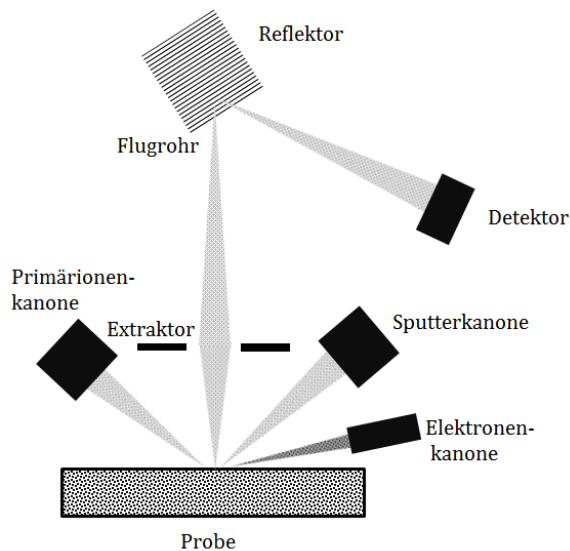 Reflektor
Flugrohr
Detektor
Primärionen-
kanone
Extraktor
Sputterkanone
Elektronen-
kanone
Probe